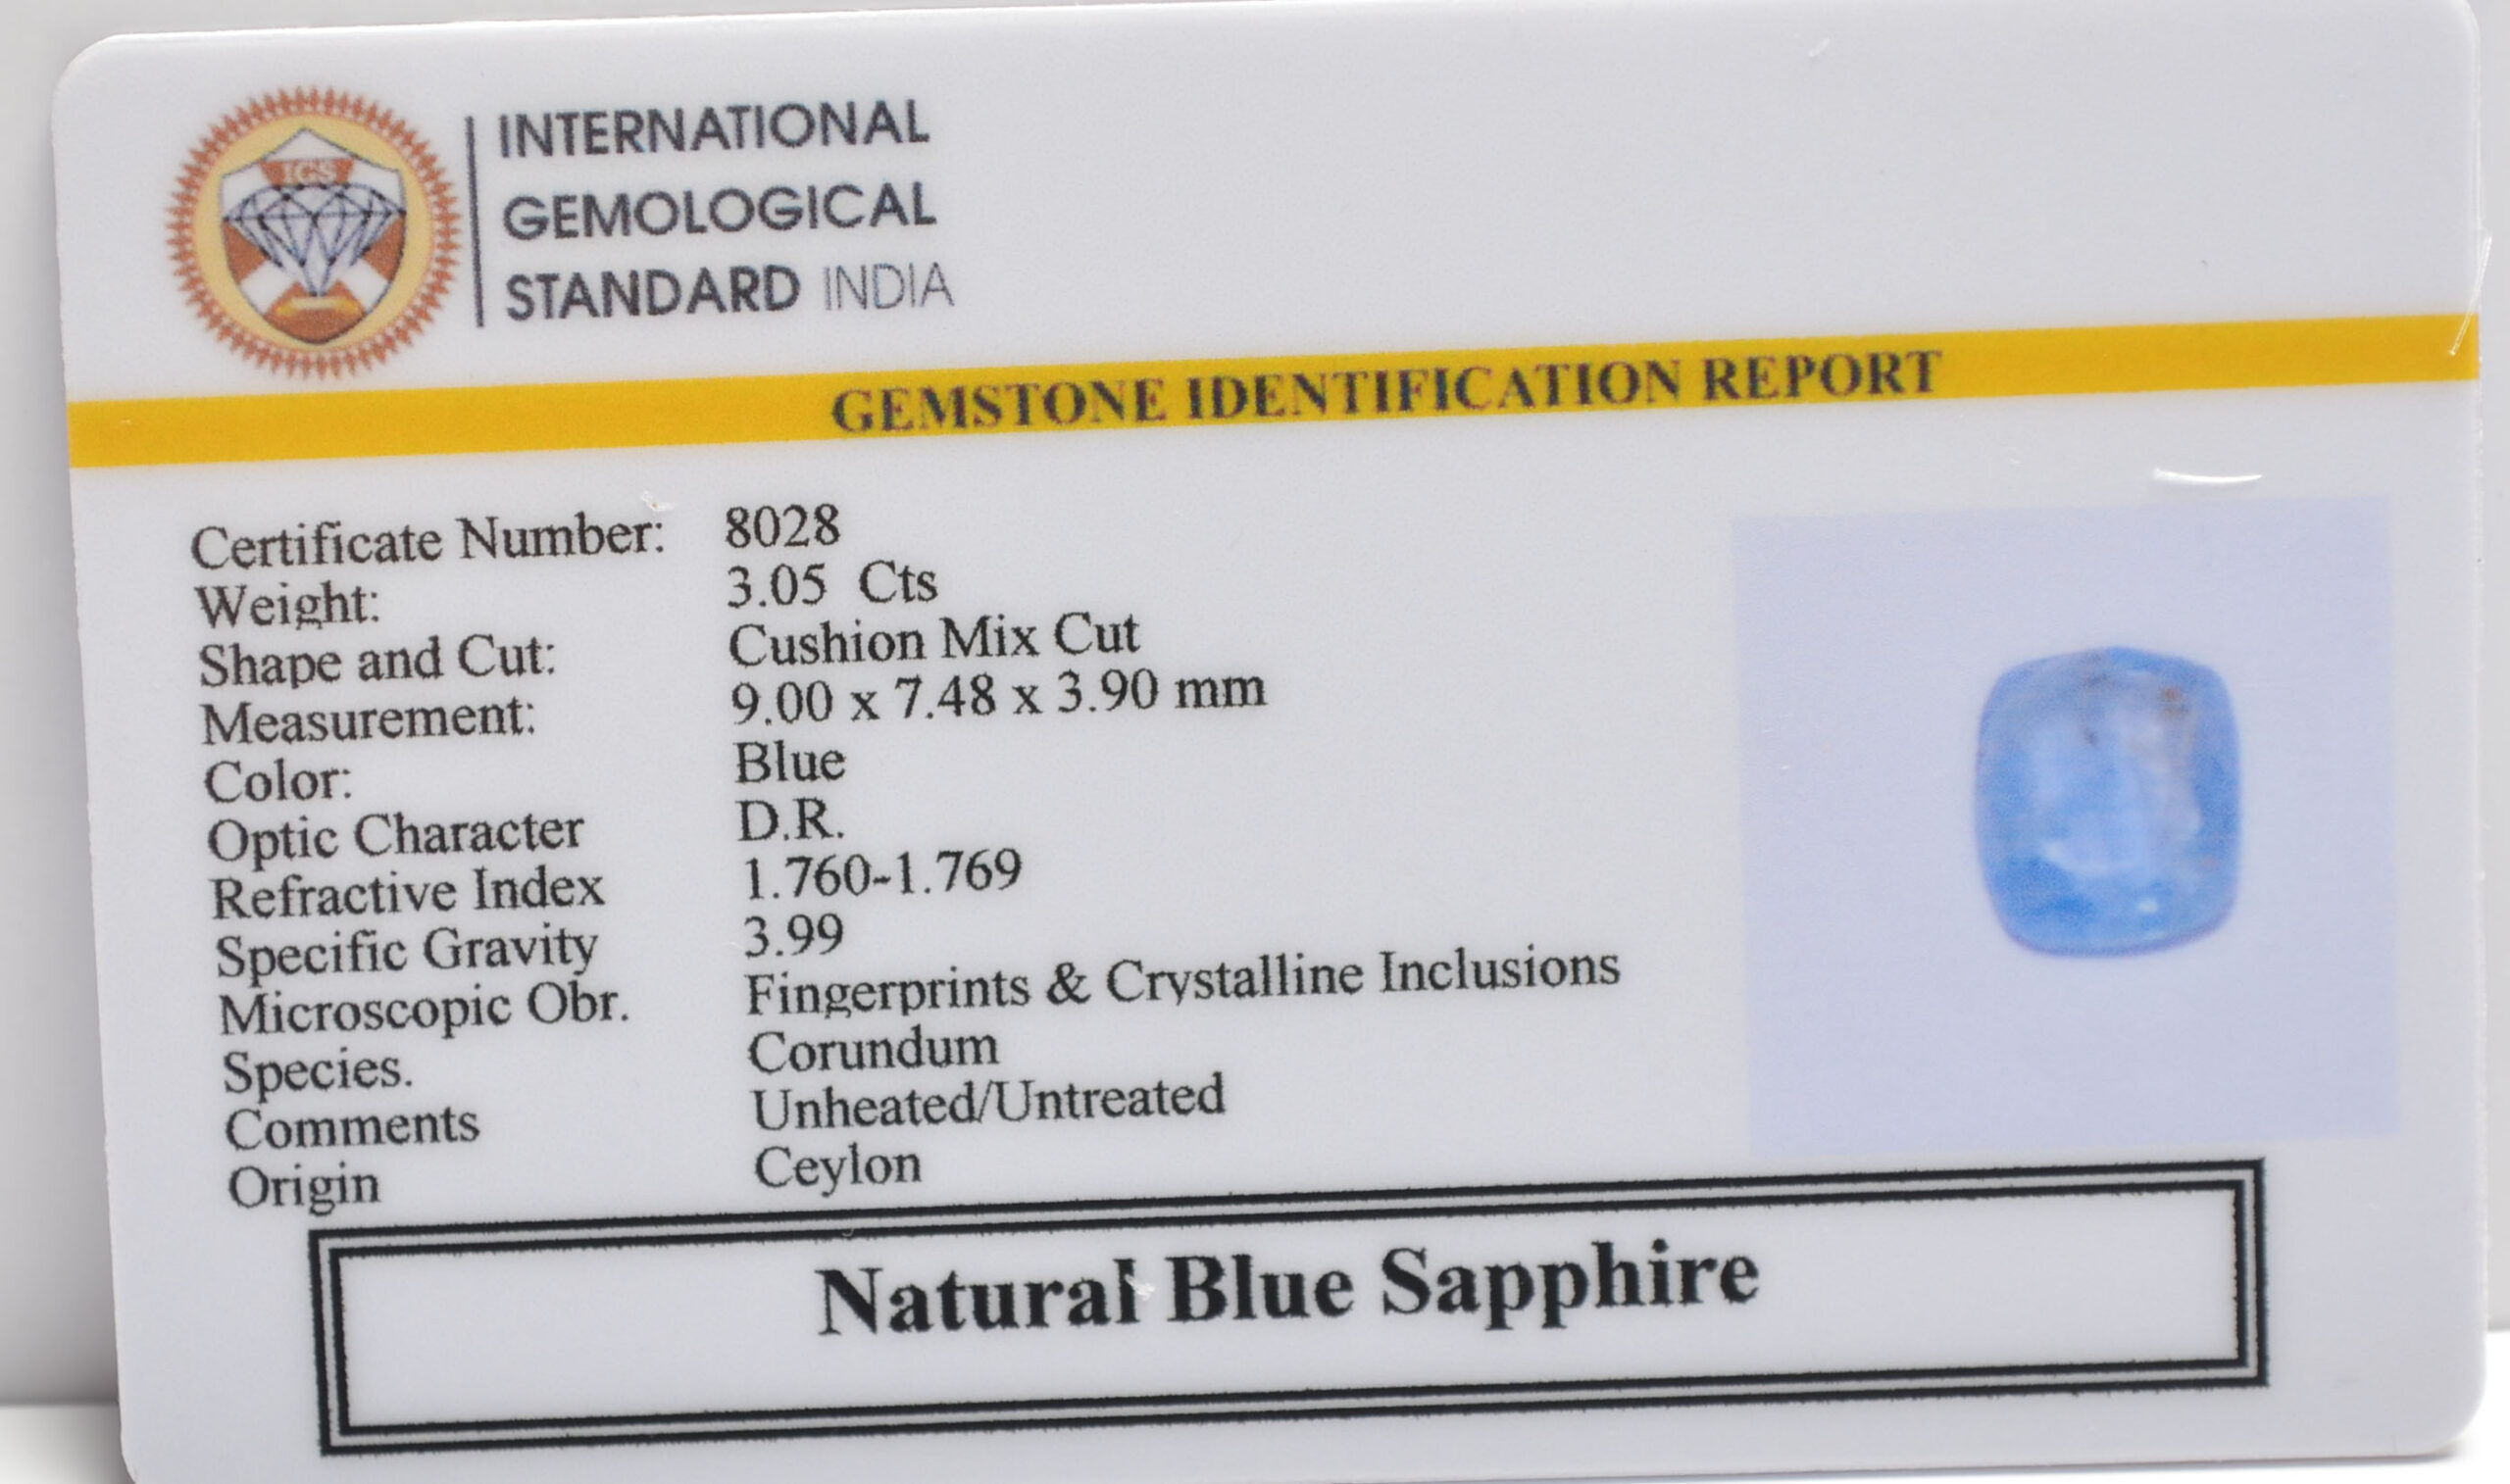 IGS
INTERNATIONAL
GEMOLOGICAL
STANDARD INDIA
GEMSTONE IDENTIFICATION REPORT
Certificate Number: 8028
Weight: 3.05 Cts
Shape and Cut: Cushion Mix Cut
Measurement: 9.00 x 7.48 x 3.90 mm
Color: Blue
Optic Character D.R.
Refractive Index 1.760-1.769
Specific Gravity 3.99
Microscopic Obr. Fingerprints & Crystalline Inclusions
Species. Corundum
Comments Unheated/Untreated
Origin Ceylon
Natural Blue Sapphire